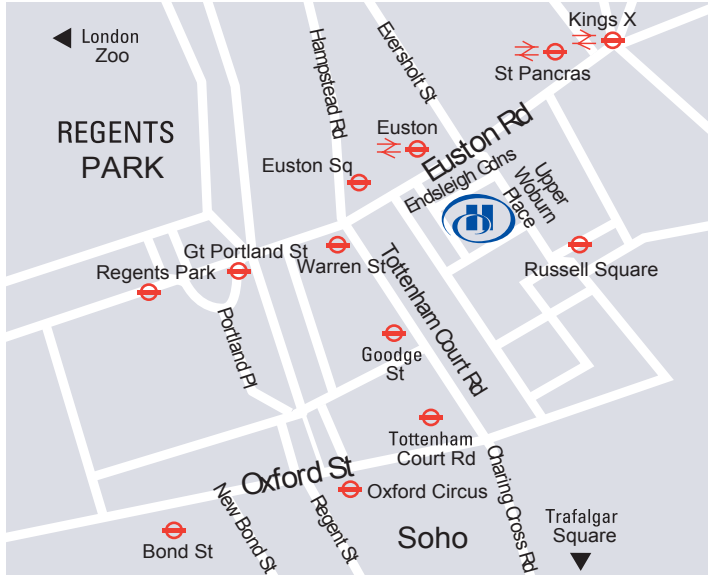 Kings X
London
Zoo
Hampstead Rd
Eversholt St
St Pancras
REGENTS
PARK
Euston
Euston Rd
Euston Sq
Endsleigh Gdns
Upper
Woburn
Place
H
Gt Portland St
Warren St
Regents Park
Russell Square
Tottenham Court Rd
Portland Pl
Goodge
St
Tottenham
Court Rd
Oxford St
Charing Cross Rd
Oxford Circus
New Bond St
Regent St
Bond St
Soho
Trafalgar
Square